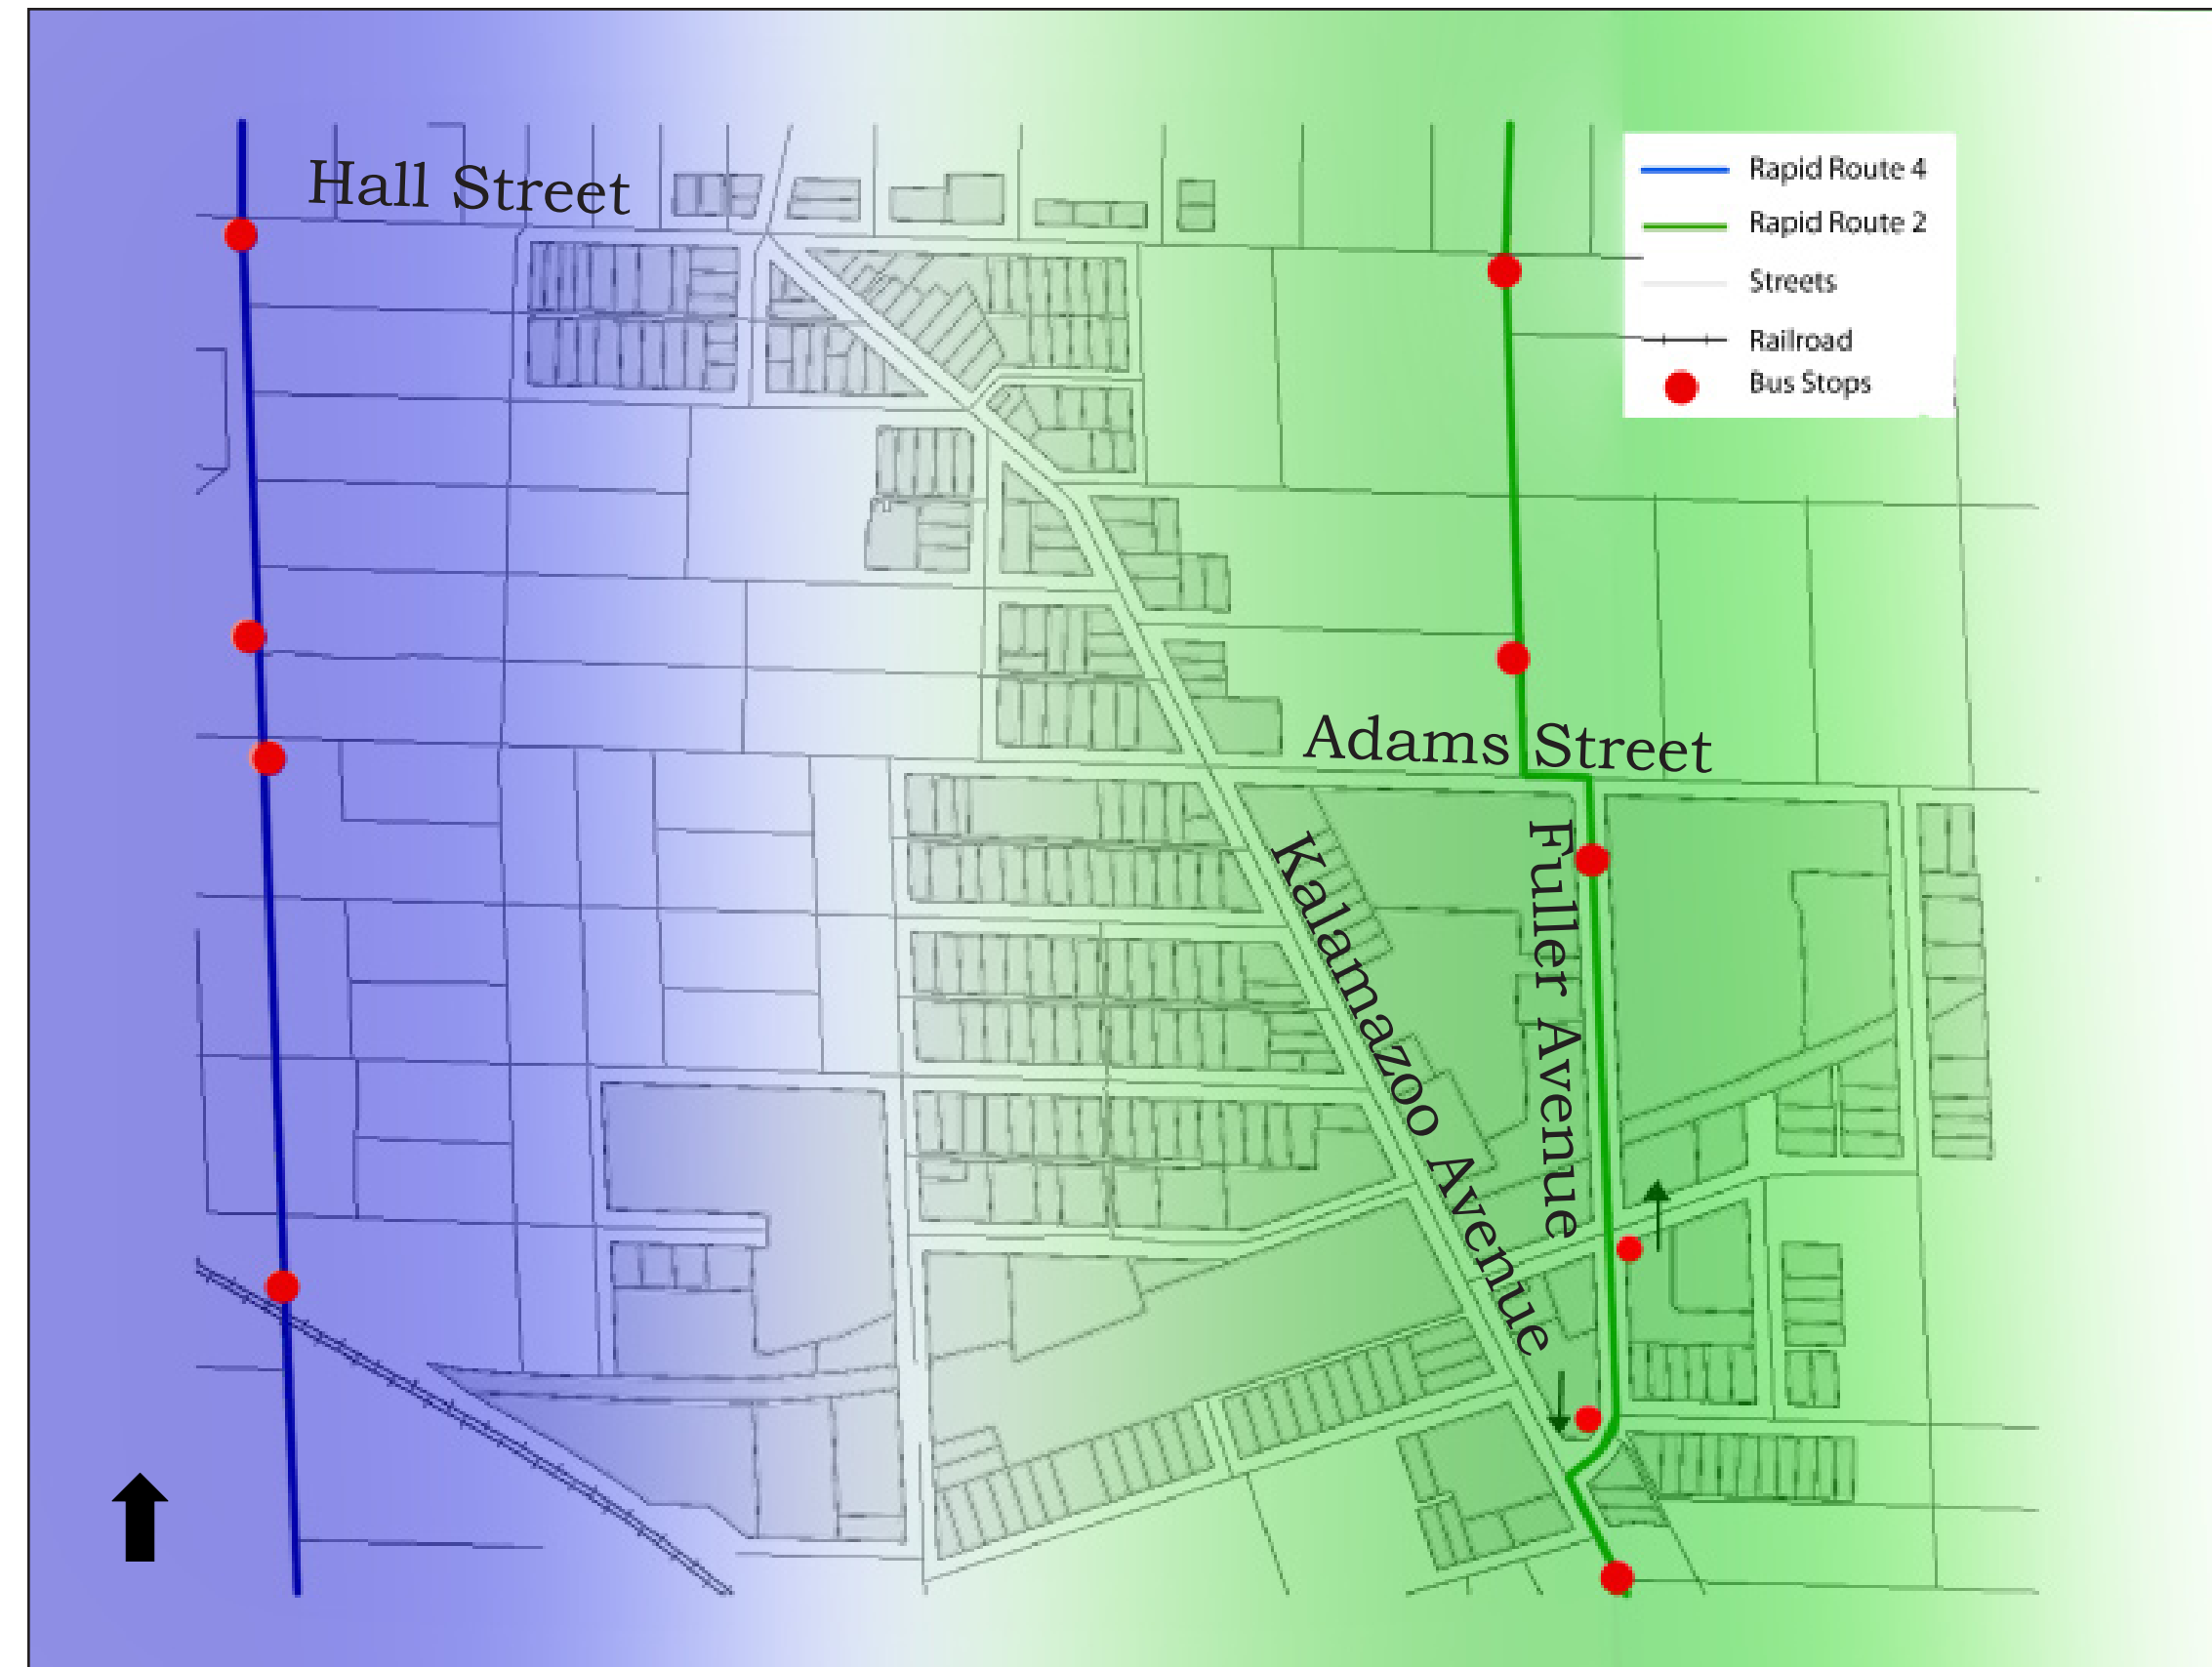 Hall Street
Rapid Route 4
Rapid Route 2
Streets
Railroad
Bus Stops
Adams Street
Kalamazoo Avenue
Fuller Avenue